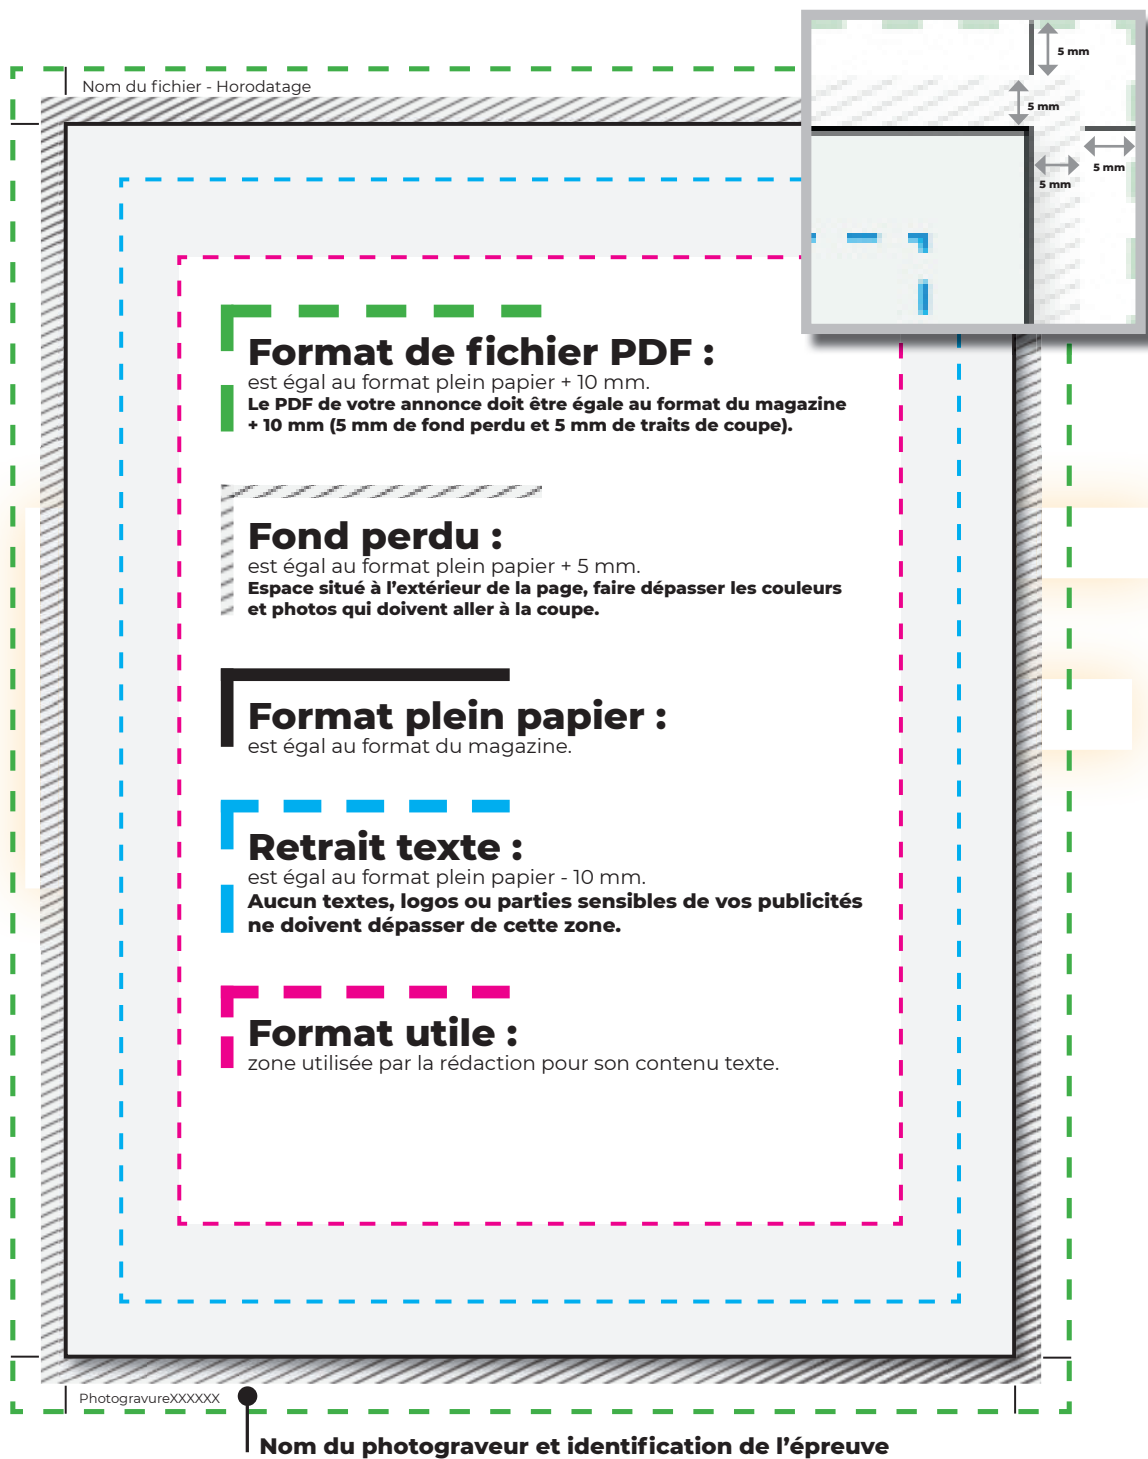 Nom du fichier - Horodatage
5 mm
5 mm
5 mm
5 mm
Format de fichier PDF :
est égal au format plein papier + 10 mm.
Le PDF de votre annonce doit être égale au format du magazine
+ 10 mm (5 mm de fond perdu et 5 mm de traits de coupe).
Fond perdu :
est égal au format plein papier + 5 mm.
Espace situé à l’extérieur de la page, faire dépasser les couleurs
et photos qui doivent aller à la coupe.
Format plein papier :
est égal au format du magazine.
Retrait texte :
est égal au format plein papier - 10 mm.
Aucun textes, logos ou parties sensibles de vos publicités
ne doivent dépasser de cette zone.
Format utile :
zone utilisée par la rédaction pour son contenu texte.
PhotogravureXXXXXX
Nom du photograveur et identification de l’épreuve